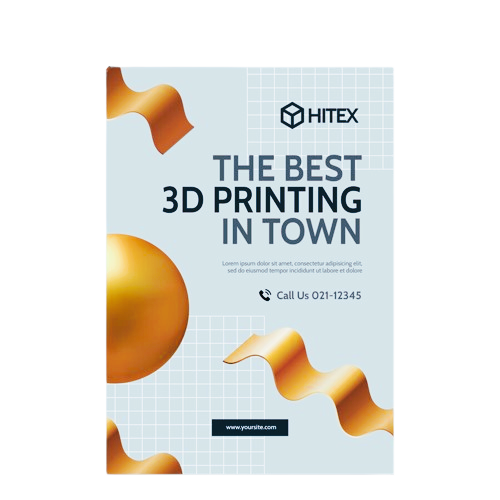 HITEX
THE BEST
3D PRINTING
IN TOWN
Lorem ipsum dolor sit amet, consectetur adipisicing elit,
sed do eiusmod tempor incididunt ut labore et dolore
Call Us 021-12345
www.yoursite.com